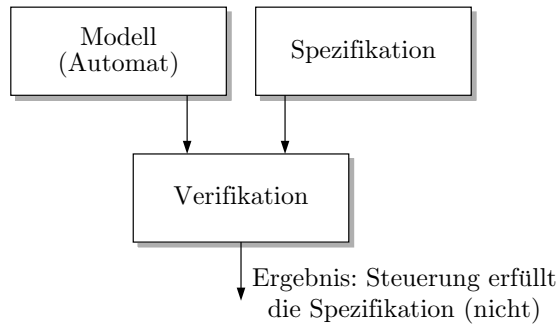 Modell
(Automat)
Spezifikation
Verifikation
Ergebnis: Steuerung erfüllt
die Spezifikation (nicht)